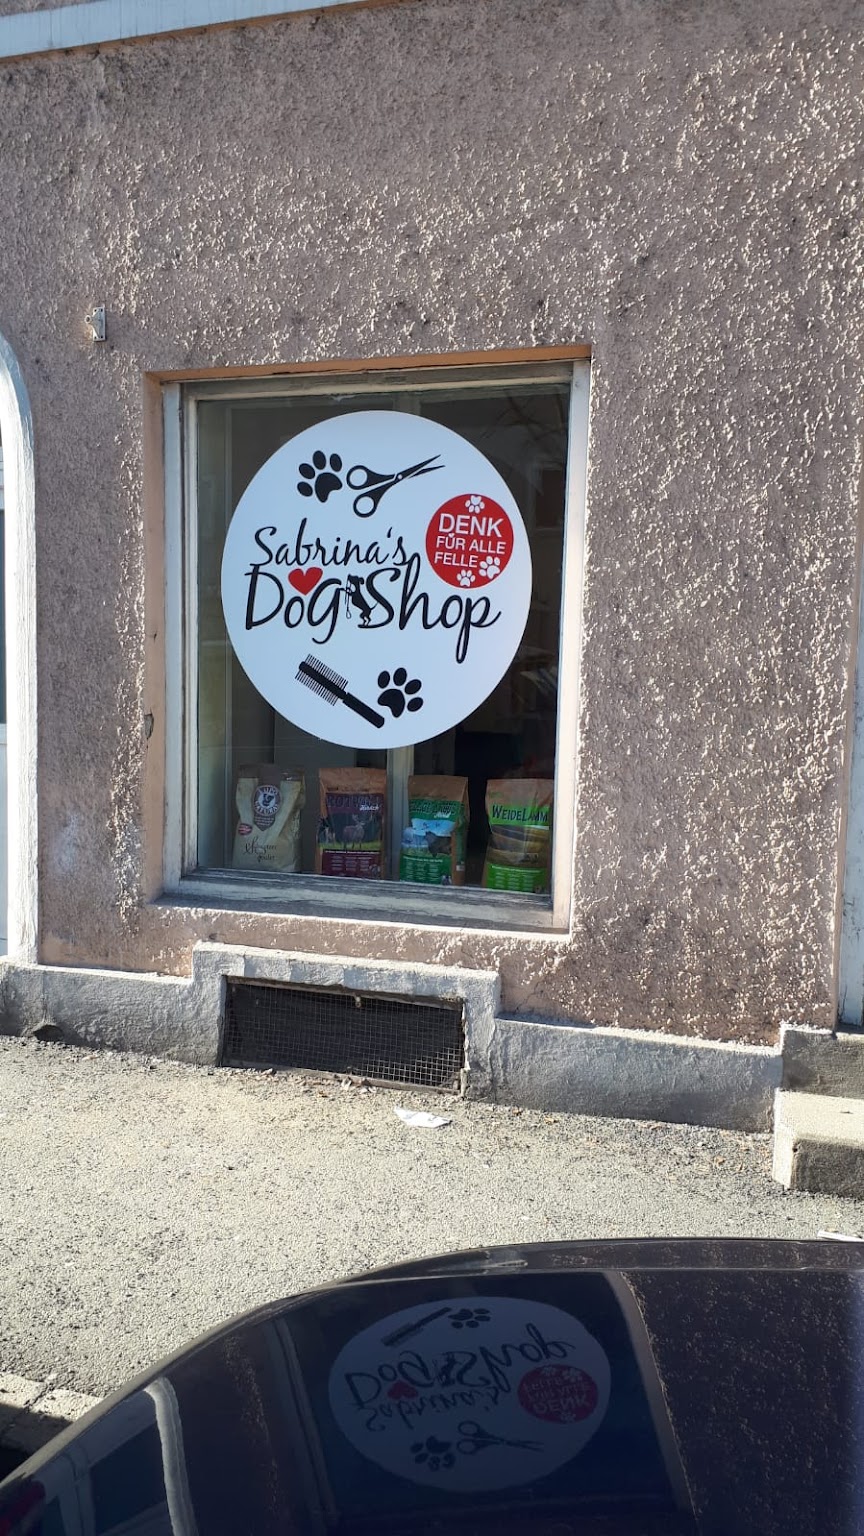 Sabrina's
DogShop
DENK
FÜR ALLE
FELLE
WEIDELAMM